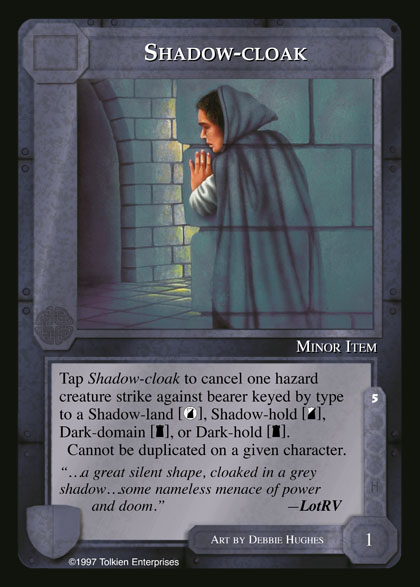 SHADOW-CLOAK
MINOR ITEM
Tap Shadow-cloak to cancel one hazard
creature strike against bearer keyed by type
to a Shadow-land [ ], Shadow-hold [ ],
Dark-domain [ ], or Dark-hold [ ].
Cannot be duplicated on a given character.
“…a great silent shape, cloaked in a grey
shadow…some nameless menace of power
and doom.” —LotRV
5
H
ART BY DEBBIE HUGHES
1
©1997 Tolkien Enterprises